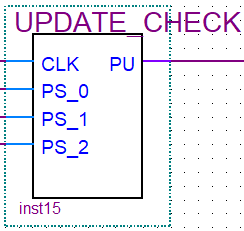 UPDATE_CHECK
CLK PU
PS_0
PS_1
PS_2
inst15